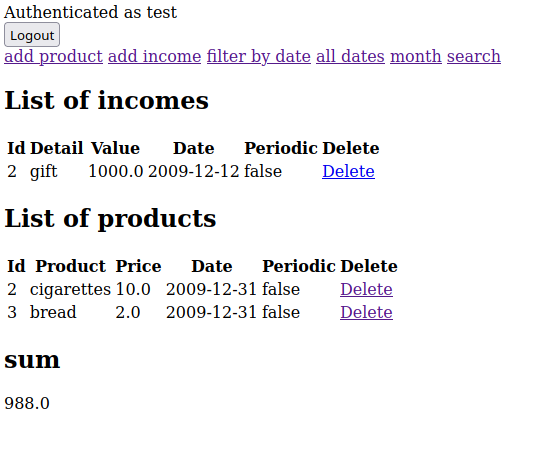 Authenticated as test
Logout
add product add income filter by date all dates month search
List of incomes
Id Detail Value Date Periodic Delete
2 gift 1000.0 2009-12-12 false Delete
List of products
Id Product Price Date Periodic Delete
2 cigarettes 10.0 2009-12-31 false Delete
3 bread 2.0 2009-12-31 false Delete
sum
988.0